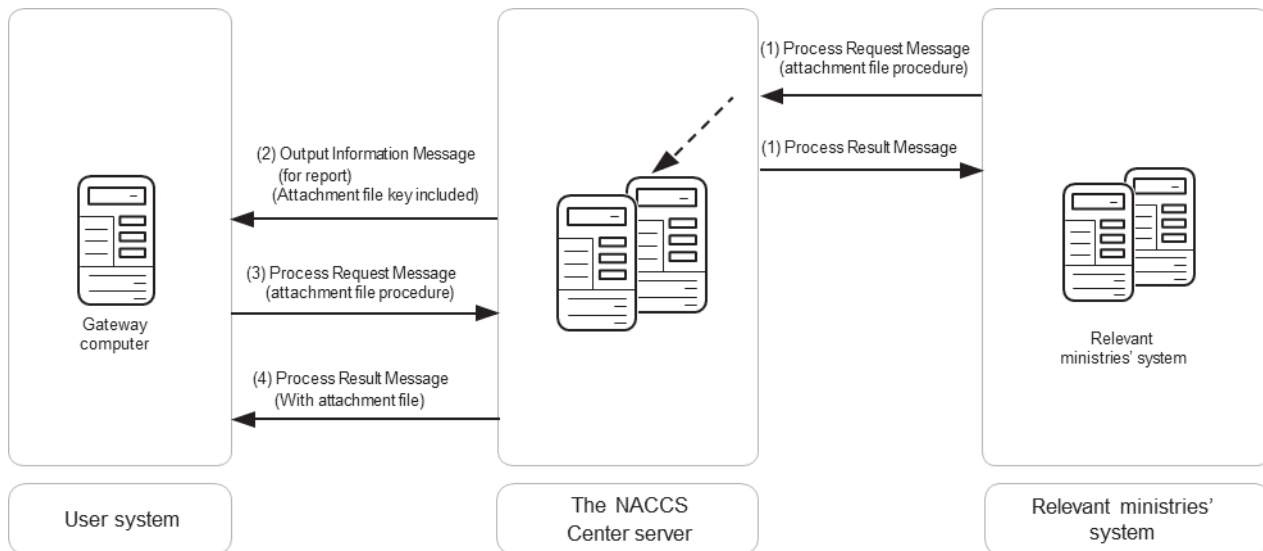 (1) Process Request Message
(attachment file procedure)
(1) Process Result Message
(2) Output Information Message
(for report)
(Attachment file key included)
(3) Process Request Message
(attachment file procedure)
(4) Process Result Message
(With attachment file)
Gateway
computer
Relevant
ministries' system
User system
The NACCS
Center server
Relevant ministries'
system